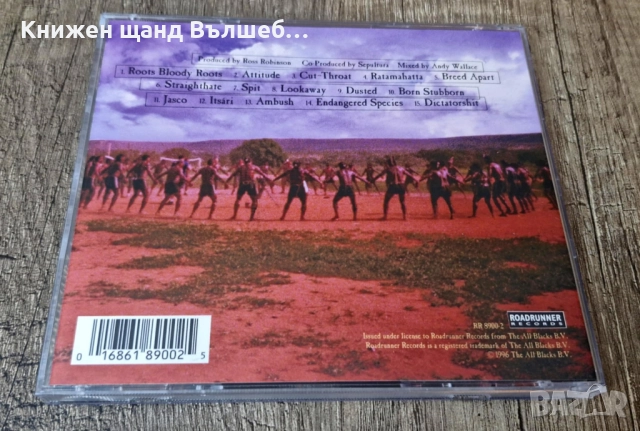 Книжен щанд Вълшеб...
Produced by Ross Robinson Co-Produced by Sepultura Mixed by Andy Wallace
1. Roots Bloody Roots 2. Attitude 3. Cut-Throat 4. Ratamahatta 5. Breed Apart
6. Straighthate 7. Spit 8. Lookaway 9. Dusted 10. Born Stubborn
11. Jasco 12. Itsári 13. Ambush 14. Endangered Species 15. Dictatorshit
RR 8900-2
ROADRUNNER
RECORDS
Issued under license to Roadrunner Records from The All Blacks B.V.
Roadrunner Records is a registered trademark of The All Blacks B.V.
© 1996 The All Blacks B.V.
0 16861 89002 5
BAZAR